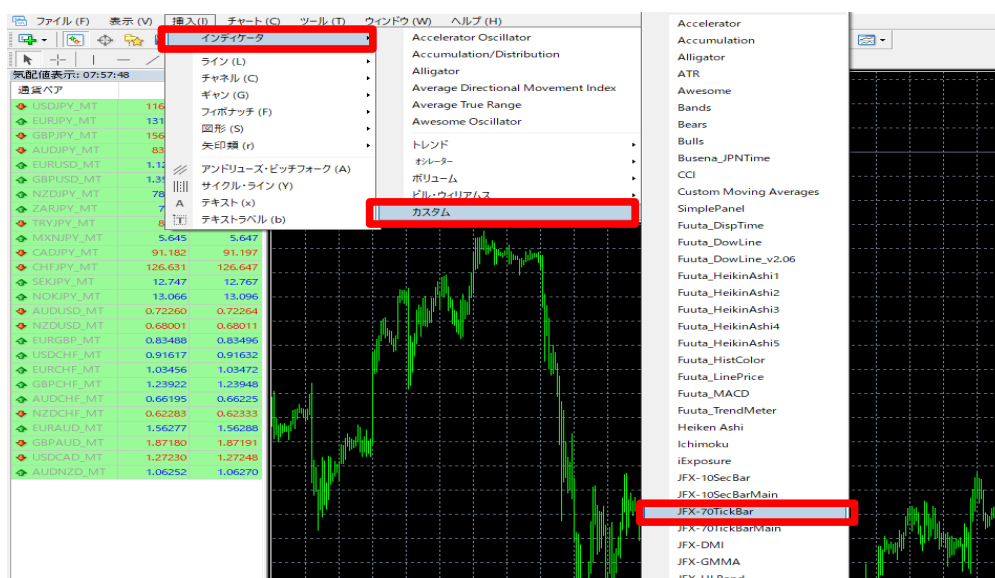 ファイル (F) 表示 (V) 挿入(I) チャート (C) ツール (T) ウィンドウ (W) ヘルプ (H)
気配値表示: 07:57:48
通貨ペア
USDJPY_MT 116
EURJPY_MT 131
GBPJPY_MT 156
AUDJPY_MT 83
EURUSD_MT 1.12
GBPUSD_MT 1.35
NZDJPY_MT 78
ZARJPY_MT 7
TRYJPY_MT 8
MXNJPY_MT 5.645 5.647
CADJPY_MT 91.182 91.197
CHFJPY_MT 126.631 126.647
SEKJPY_MT 12.747 12.767
NOKJPY_MT 13.066 13.096
AUDUSD_MT 0.72260 0.72264
NZDUSD_MT 0.68001 0.68011
EURGBP_MT 0.83488 0.83496
USDCHF_MT 0.91617 0.91632
EURCHF_MT 1.03456 1.03472
GBPCHF_MT 1.23922 1.23948
AUDCHF_MT 0.66195 0.66225
NZDCHF_MT 0.62283 0.62333
EURAUD_MT 1.56277 1.56288
GBPAUD_MT 1.87180 1.87191
USDCAD_MT 1.27230 1.27248
AUDNZD_MT 1.06252 1.06270
インディケータ
ライン (L)
チャネル (C)
ギャン (G)
フィボナッチ (F)
図形 (S)
矢印類 (r)
アンドリューズ・ピッチフォーク (A)
サイクル・ライン (Y)
A テキスト (x)
T テキストラベル (b)
Accelerator Oscillator
Accumulation/Distribution
Alligator
Average Directional Movement Index
Average True Range
Awesome Oscillator
トレンド
オシレーター
ボリューム
ビル・ウィリアムス
カスタム
Accelerator
Accumulation
Alligator
ATR
Awesome
Bands
Bears
Bulls
Busena_JPNTime
CCI
Custom Moving Averages
SimplePanel
Fuuta_DispTime
Fuuta_DowLine
Fuuta_DowLine_v2.06
Fuuta_HeikinAshi1
Fuuta_HeikinAshi2
Fuuta_HeikinAshi3
Fuuta_HeikinAshi4
Fuuta_HeikinAshi5
Fuuta_HistColor
Fuuta_LinePrice
Fuuta_MACD
Fuuta_TrendMeter
Heiken Ashi
Ichimoku
iExposure
JFX-10SecBar
JFX-10SecBarMain
JFX-70TickBar
JFX-70TickBarMain
JFX-DMI
JFX-GMMA